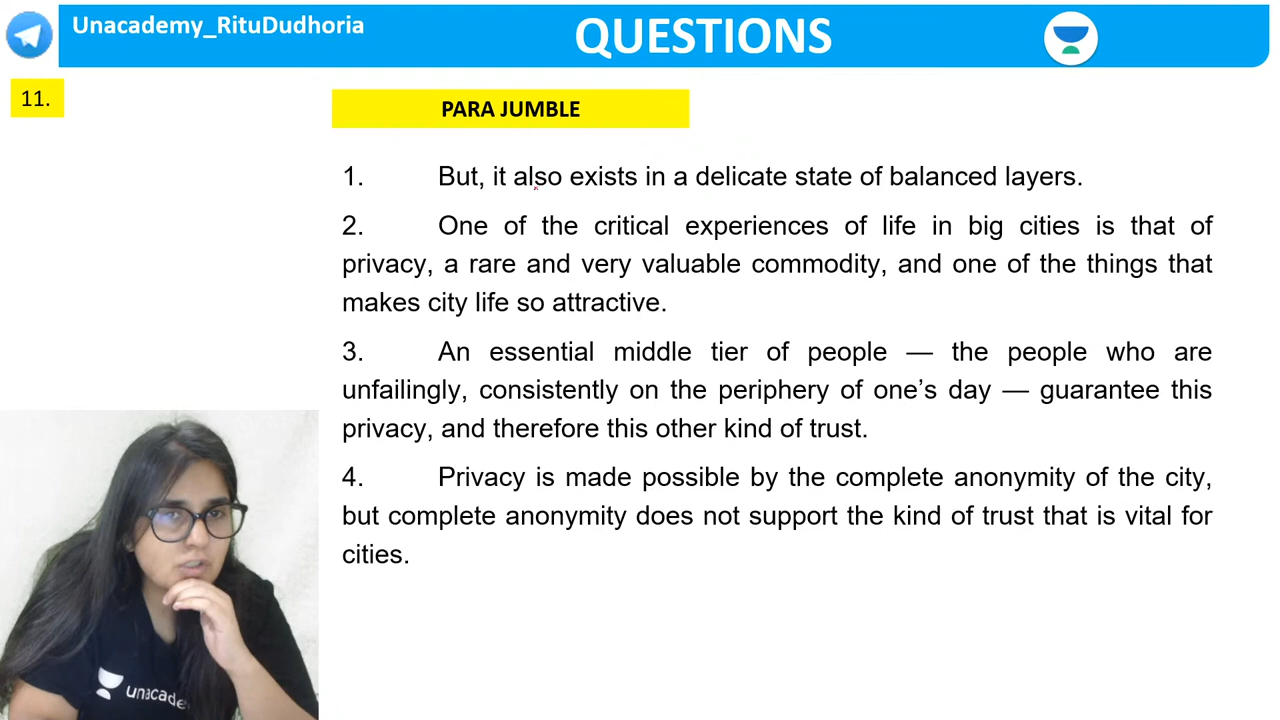 Unacademy_RituDudhoria
QUESTIONS
11.
PARA JUMBLE
1. But, it also exists in a delicate state of balanced layers.
2. One of the critical experiences of life in big cities is that of
privacy, a rare and very valuable commodity, and one of the things that
makes city life so attractive.
3. An essential middle tier of people — the people who are
unfailingly, consistently on the periphery of one's day — guarantee this
privacy, and therefore this other kind of trust.
4. Privacy is made possible by the complete anonymity of the city,
but complete anonymity does not support the kind of trust that is vital for
cities.
unacade